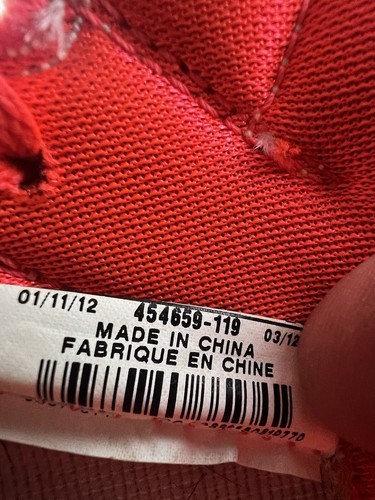 01/11/12 454659-119 03/12
MADE IN CHINA
FABRIQUE EN CHINE